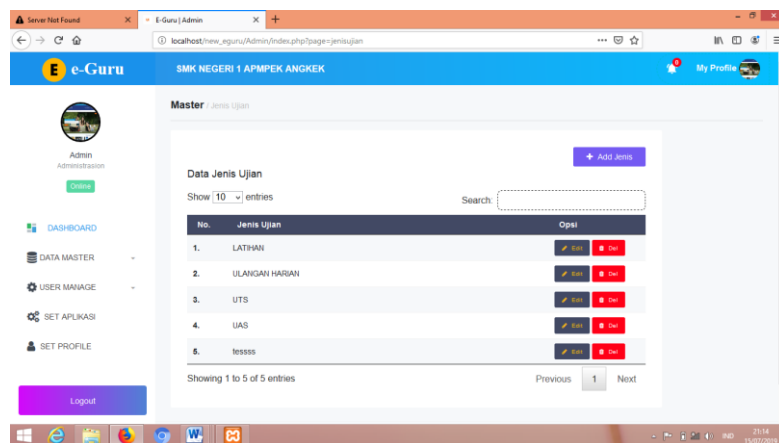 Server Not Found
E-Guru | Admin
localhost/new_eguru/Admin/index.php?page=jenisujian
E e-Guru
SMK NEGERI 1 APMPEK ANGKEK
My Profile
Master / Jenis Ujian
Admin
Administrasion
Online
+ Add Jenis
Data Jenis Ujian
Show 10 entries
Search:
No. Jenis Ujian Opsi
1. LATIHAN Edit Del
2. ULANGAN HARIAN Edit Del
3. UTS Edit Del
4. UAS Edit Del
5. tessss Edit Del
Showing 1 to 5 of 5 entries
Previous 1 Next
DASHBOARD
DATA MASTER
USER MANAGE
SET APLIKASI
SET PROFILE
Logout
IND
21:14
15/07/2019